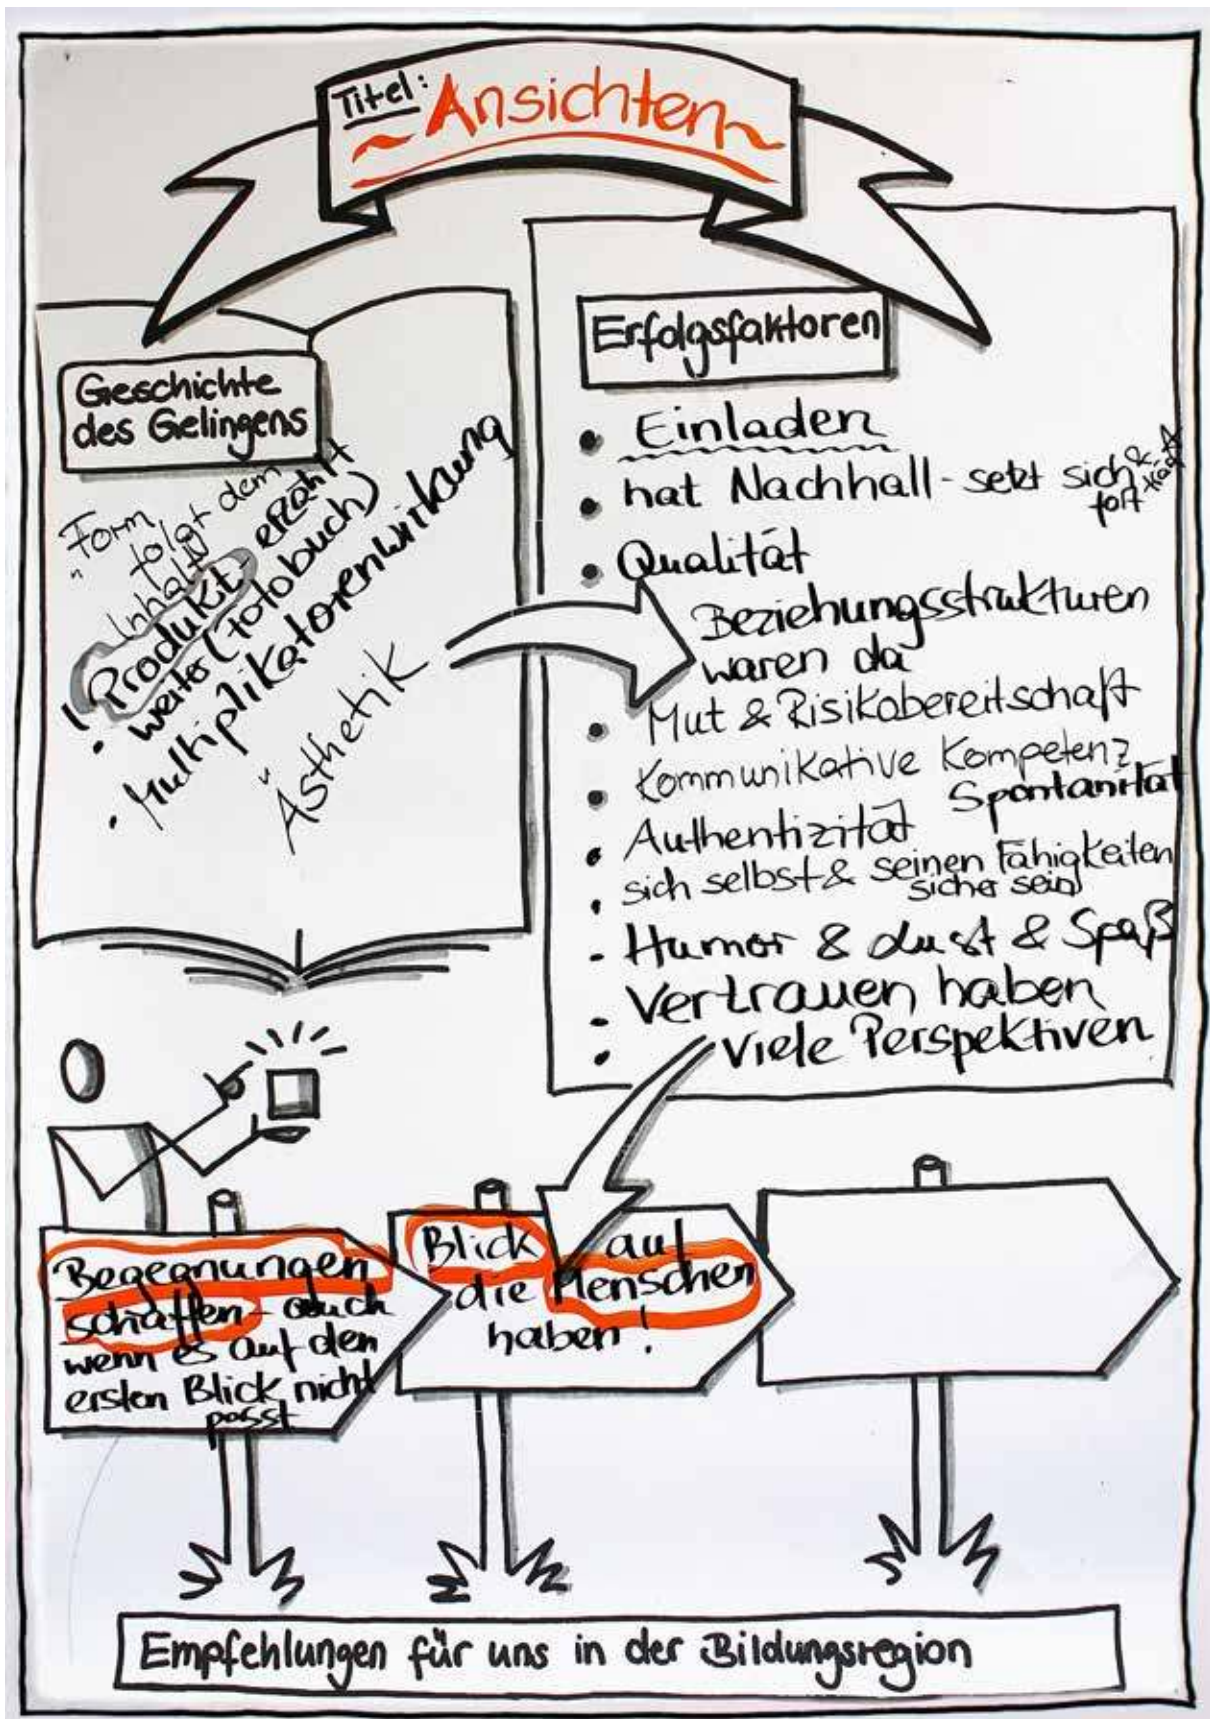 Titel: Ansichten
Geschichte
des Gelingens
"Form
folgt dem
Inhalt"
! Produkt - erzählt
• weiter (Fotobuch)
• Multiplikatorenwirkung
"Ästhetik
Erfolgsfaktoren
• Einladen
• hat Nachhall - setzt sich &
fort trägt
• Qualität
Beziehungsstrukturen
waren da
• Mut & Risikobereitschaft
• Kommunikative Kompetenz
Spontanität
• Authentizität
• sich selbst & seinen Fähigkeiten
sicher sein
• Humor & Lust & Spaß
• Vertrauen haben
• Viele Perspektiven
Begegnungen
schaffen - auch
wenn es auf den
ersten Blick nicht
passt
Blick auf
die Menschen
haben!
Empfehlungen für uns in der Bildungsregion